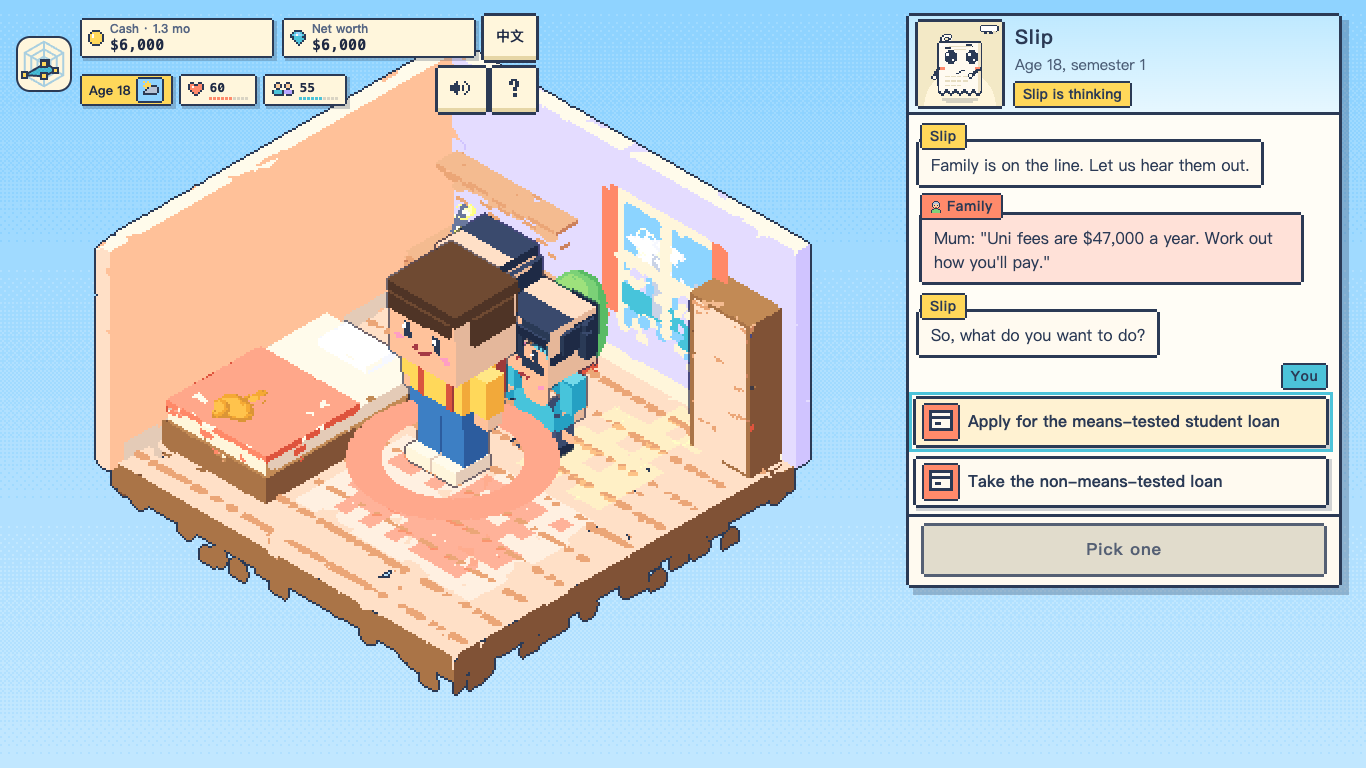 Cash · 1.3 mo
$6,000
Net worth
$6,000
中文
Age 18
60
55
?
Slip
Age 18, semester 1
Slip is thinking
Slip
Family is on the line. Let us hear them out.
Family
Mum: "Uni fees are $47,000 a year. Work out
how you'll pay."
Slip
So, what do you want to do?
You
Apply for the means-tested student loan
Take the non-means-tested loan
Pick one